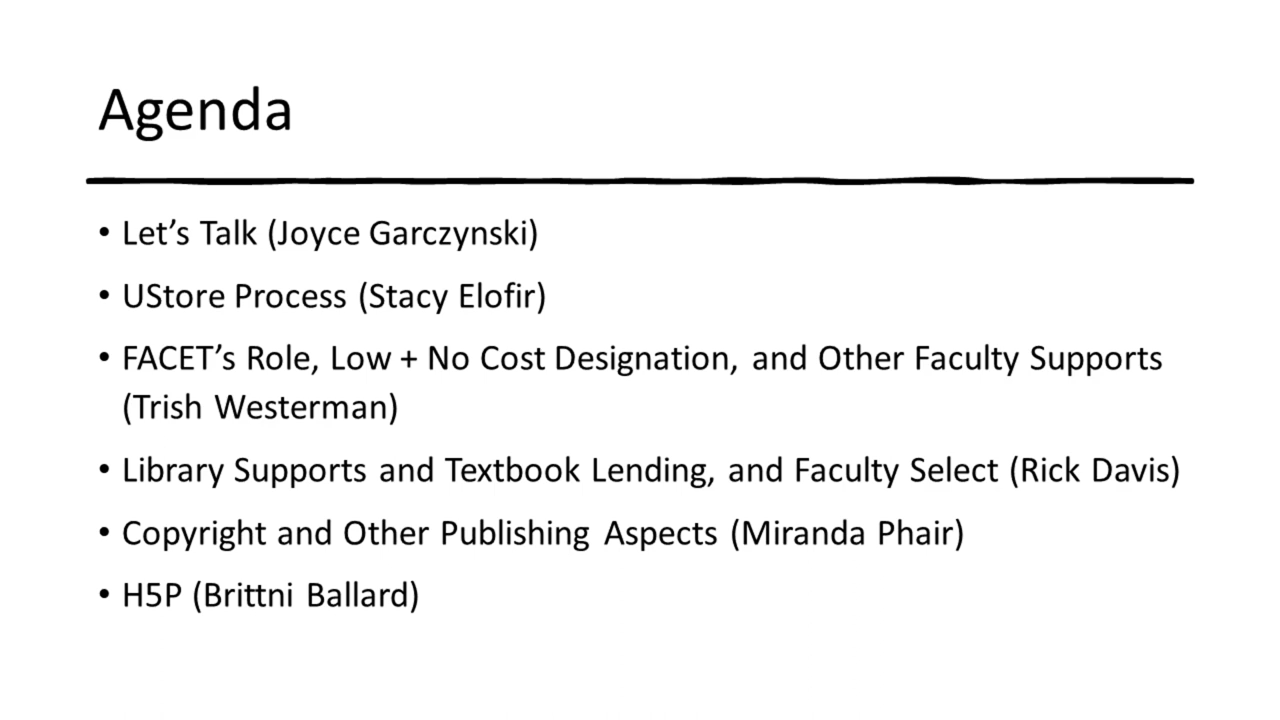 Agenda
• Let’s Talk (Joyce Garczynski)
• UStore Process (Stacy Elofir)
• FACET’s Role, Low + No Cost Designation, and Other Faculty Supports
(Trish Westerman)
• Library Supports and Textbook Lending, and Faculty Select (Rick Davis)
• Copyright and Other Publishing Aspects (Miranda Phair)
• H5P (Brittni Ballard)